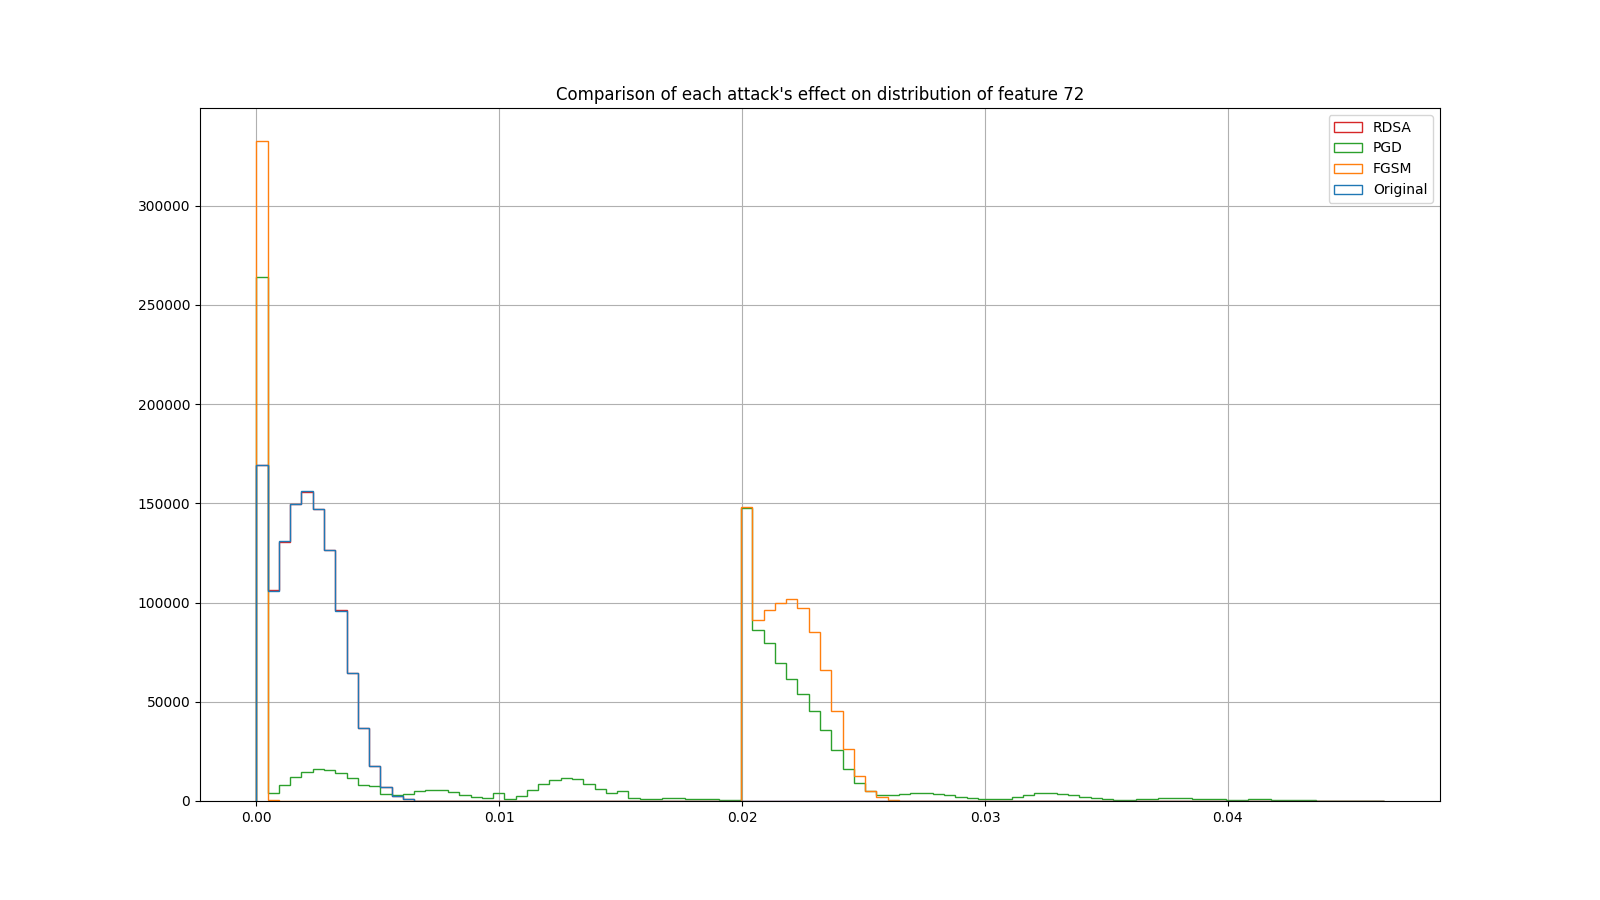 Comparison of each attack's effect on distribution of feature 72
RDSA
PGD
FGSM
Original
300000
250000
200000
150000
100000
50000
0
0.00 0.01 0.02 0.03 0.04